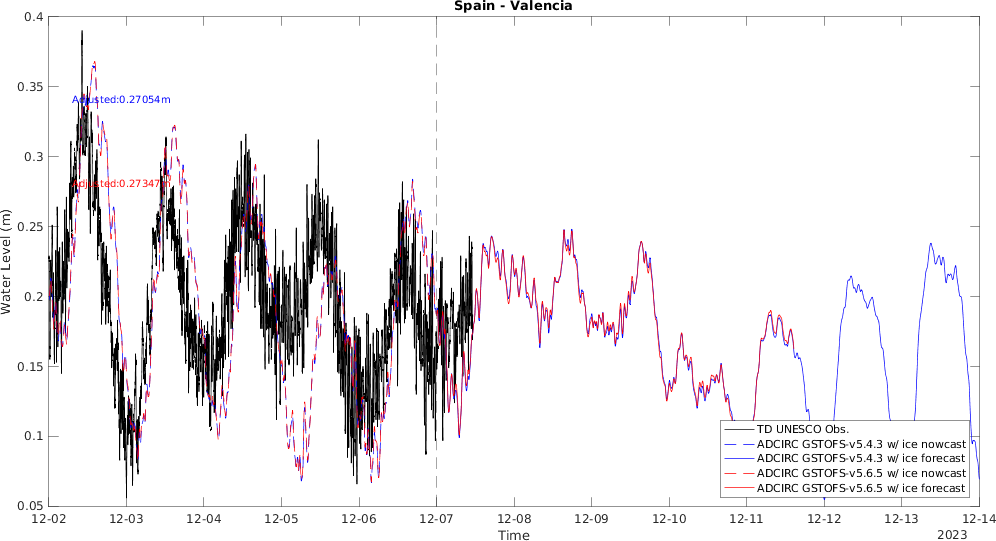 Spain - Valencia
0.4
0.35
0.3
0.25
0.2
0.15
0.1
0.05
Water Level (m)
Adjusted:0.27054m
Adjusted:0.27347m
TD UNESCO Obs.
ADCIRC GSTOFS-v5.4.3 w/ ice nowcast
ADCIRC GSTOFS-v5.4.3 w/ ice forecast
ADCIRC GSTOFS-v5.6.5 w/ ice nowcast
ADCIRC GSTOFS-v5.6.5 w/ ice forecast
12-02 12-03 12-04 12-05 12-06 12-07 12-08 12-09 12-10 12-11 12-12 12-13 12-14
Time
2023